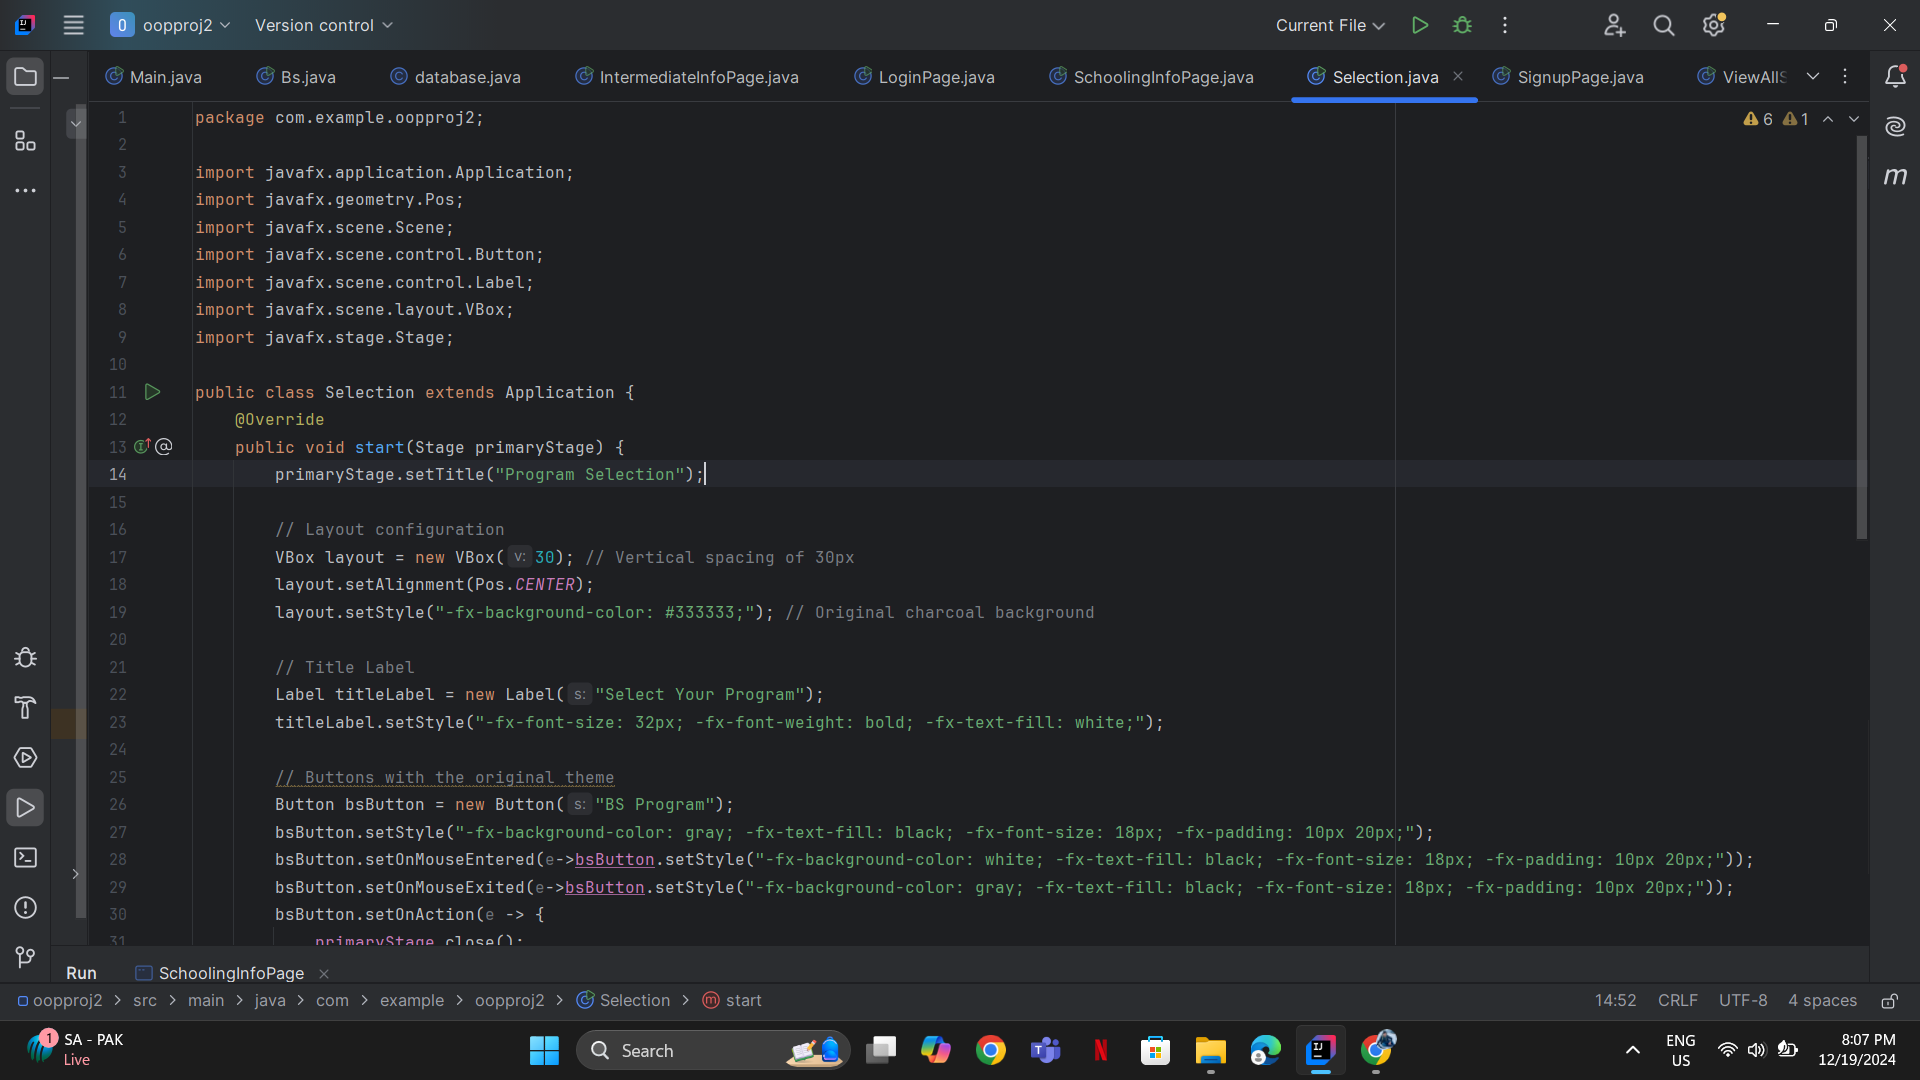 oopproj2
Version control
Current File
Main.java
Bs.java
database.java
IntermediateInfoPage.java
LoginPage.java
SchoolingInfoPage.java
Selection.java
SignupPage.java
ViewAllS
6 1
1 package com.example.oopproj2;
2
3 import javafx.application.Application;
4 import javafx.geometry.Pos;
5 import javafx.scene.Scene;
6 import javafx.scene.control.Button;
7 import javafx.scene.control.Label;
8 import javafx.scene.layout.VBox;
9 import javafx.stage.Stage;
10
11 public class Selection extends Application {
12 @Override
13 public void start(Stage primaryStage) {
14 primaryStage.setTitle("Program Selection");
15
16 // Layout configuration
17 VBox layout = new VBox( v: 30); // Vertical spacing of 30px
18 layout.setAlignment(Pos.CENTER);
19 layout.setStyle("-fx-background-color: #333333;"); // Original charcoal background
20
21 // Title Label
22 Label titleLabel = new Label( s: "Select Your Program");
23 titleLabel.setStyle("-fx-font-size: 32px; -fx-font-weight: bold; -fx-text-fill: white;");
24
25 // Buttons with the original theme
26 Button bsButton = new Button( s: "BS Program");
27 bsButton.setStyle("-fx-background-color: gray; -fx-text-fill: black; -fx-font-size: 18px; -fx-padding: 10px 20px;");
28 bsButton.setOnMouseEntered(e->bsButton.setStyle("-fx-background-color: white; -fx-text-fill: black; -fx-font-size: 18px; -fx-padding: 10px 20px;"));
29 bsButton.setOnMouseExited(e->bsButton.setStyle("-fx-background-color: gray; -fx-text-fill: black; -fx-font-size: 18px; -fx-padding: 10px 20px;"));
30 bsButton.setOnAction(e -> {
31 primaryStage.close();
Run
SchoolingInfoPage
oopproj2 > src > main > java > com > example > oopproj2 > Selection > start
14:52 CRLF UTF-8 4 spaces
1
SA - PAK
Live
Search
ENG
US
8:07 PM
12/19/2024